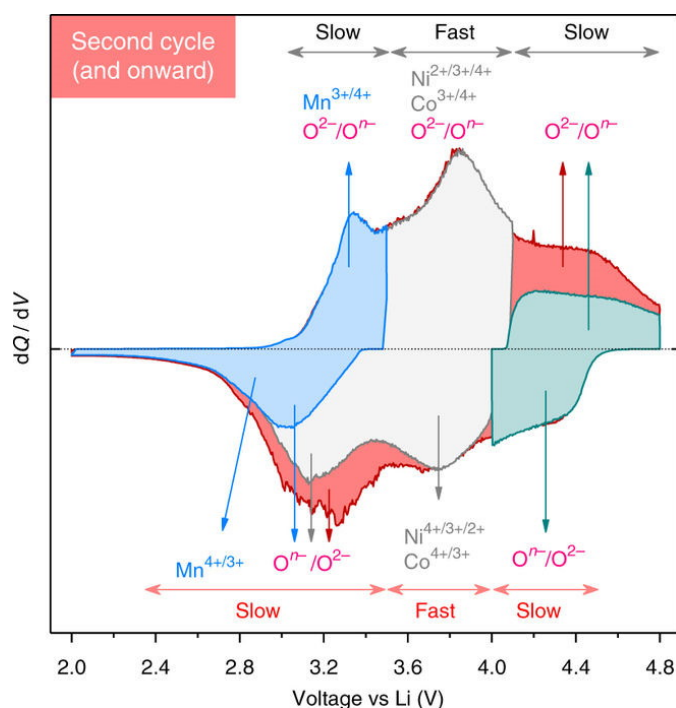 Second cycle
(and onward)
Slow Fast Slow
Mn³⁺/⁴⁺
O²⁻/Oⁿ⁻
Ni²⁺/³⁺/⁴⁺
Co³⁺/⁴⁺
O²⁻/Oⁿ⁻
O²⁻/Oⁿ⁻
dQ / dV
Mn⁴⁺/³⁺
Oⁿ⁻/O²⁻
Ni⁴⁺/³⁺/²⁺
Co⁴⁺/³⁺
Oⁿ⁻/O²⁻
Slow Fast Slow
2.0 2.4 2.8 3.2 3.6 4.0 4.4 4.8
Voltage vs Li (V)